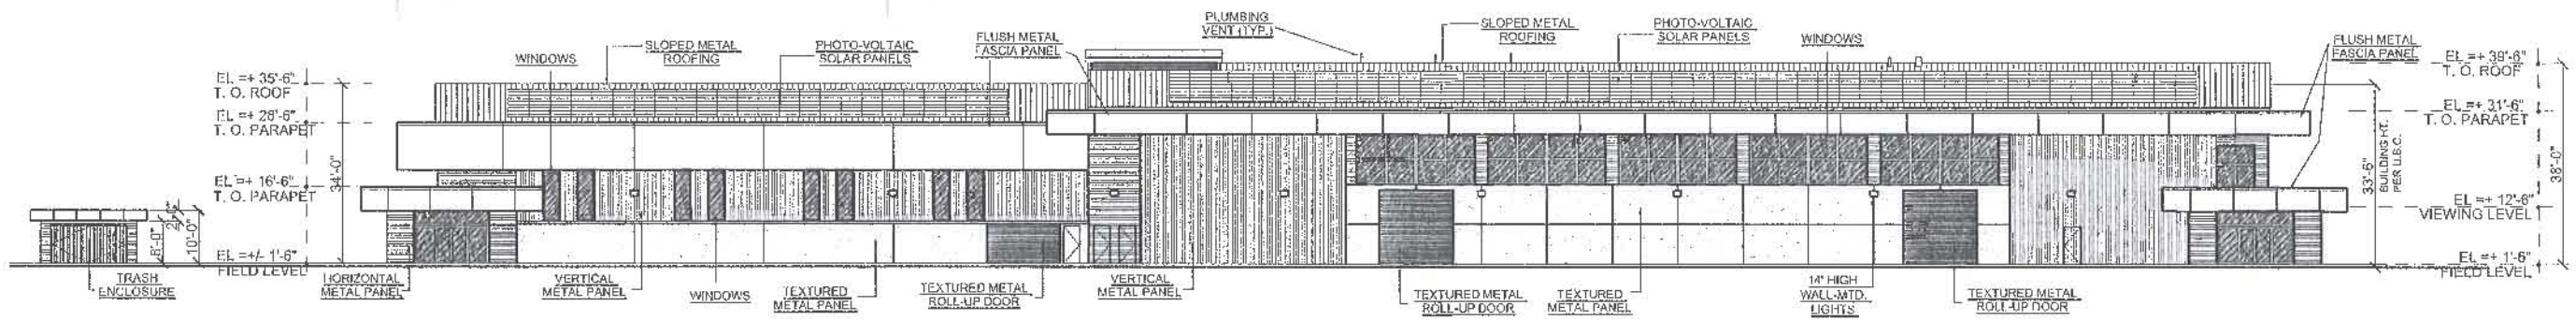 PLUMBING
VENT (TYP.)
SLOPED METAL
ROOFING
PHOTO-VOLTAIC
SOLAR PANELS
WINDOWS
FLUSH METAL
FASCIA PANEL
WINDOWS
SLOPED METAL
ROOFING
PHOTO-VOLTAIC
SOLAR PANELS
FLUSH METAL
FASCIA PANEL
EL =+ 35'-6"
T. O. ROOF
EL =+ 28'-6"
T. O. PARAPET
EL =+ 16'-6"
T. O. PARAPET
EL =+/- 1'-6"
FIELD LEVEL
34'-0"
8'-0"
10'-0"
EL =+ 39'-6"
T. O. ROOF
EL =+ 31'-6"
T. O. PARAPET
EL =+ 12'-6"
VIEWING LEVEL
EL =+ 1'-6"
FIELD LEVEL
33'-6"
BUILDING HT.
PER U.B.C.
38'-0"
TRASH
ENCLOSURE
HORIZONTAL
METAL PANEL
VERTICAL
METAL PANEL
WINDOWS
TEXTURED
METAL PANEL
TEXTURED METAL
ROLL-UP DOOR
VERTICAL
METAL PANEL
TEXTURED METAL
ROLL-UP DOOR
TEXTURED
METAL PANEL
14' HIGH
WALL-MTD.
LIGHTS
TEXTURED METAL
ROLL-UP DOOR